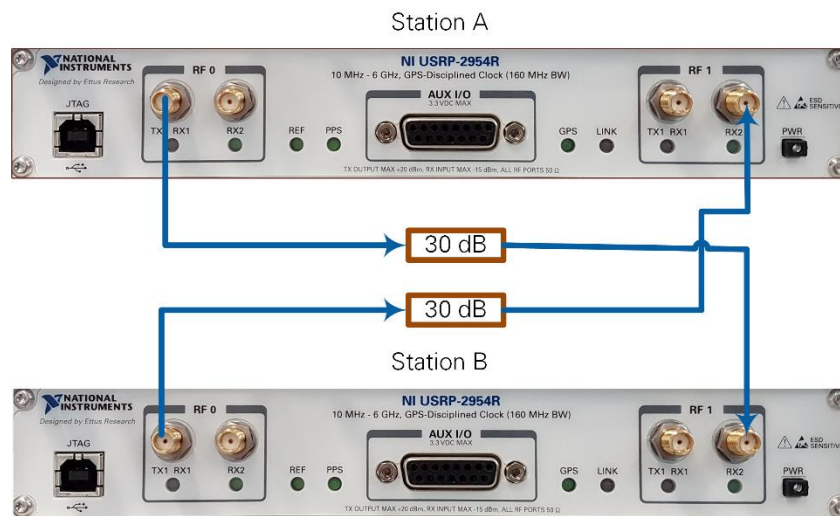 Station A
NATIONAL INSTRUMENTS
Designed by Ettus Research
NI USRP-2954R
10 MHz - 6 GHz, GPS-Disciplined Clock (160 MHz BW)
RF 0
RF 1
JTAG
AUX I/O
3.3 VDC MAX
ESD SENSITIVE
TX1 RX1
RX2
REF
PPS
GPS
LINK
TX1 RX1
RX2
PWR
TX OUTPUT MAX +20 dBm, RX INPUT MAX -15 dBm, ALL RF PORTS 50 Ω
30 dB
30 dB
Station B
NATIONAL INSTRUMENTS
Designed by Ettus Research
NI USRP-2954R
10 MHz - 6 GHz, GPS-Disciplined Clock (160 MHz BW)
RF 0
RF 1
JTAG
AUX I/O
3.3 VDC MAX
ESD SENSITIVE
TX1 RX1
RX2
REF
PPS
GPS
LINK
TX1 RX1
RX2
PWR
TX OUTPUT MAX +20 dBm, RX INPUT MAX -15 dBm, ALL RF PORTS 50 Ω